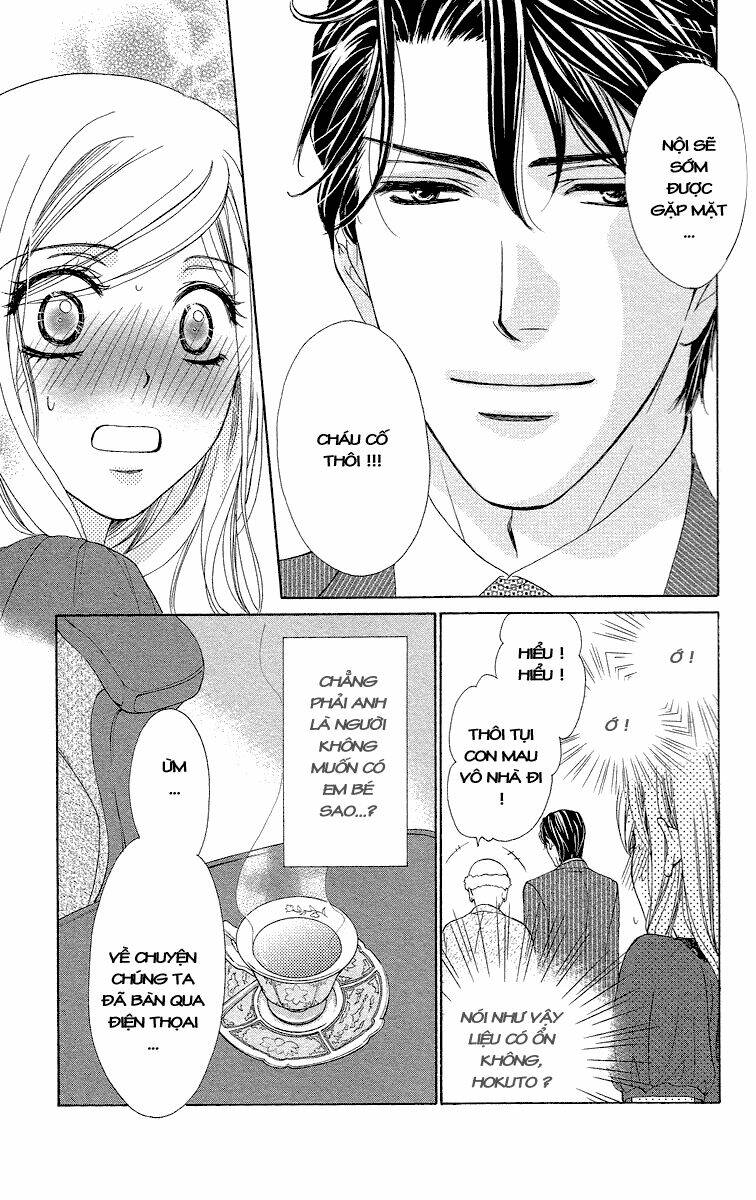 NỘI SẼ
SỚM
ĐƯỢC
GẶP MẶT
...
CHÁU CỐ
THÔI !!!
Ớ !
Ớ !
HIỂU !
HIỂU !
THÔI TỤI
CON MAU
VÔ NHÀ ĐI
!
NÓI NHƯ VẬY
LIỆU CÓ ỔN
KHÔNG,
HOKUTO ?
CHẲNG
PHẢI ANH
LÀ NGƯỜI
KHÔNG
MUỐN CÓ
EM BÉ
SAO...?
ỪM
...
VỀ CHUYỆN
CHÚNG TA
ĐÃ BÀN QUA
ĐIỆN THỌAI
...